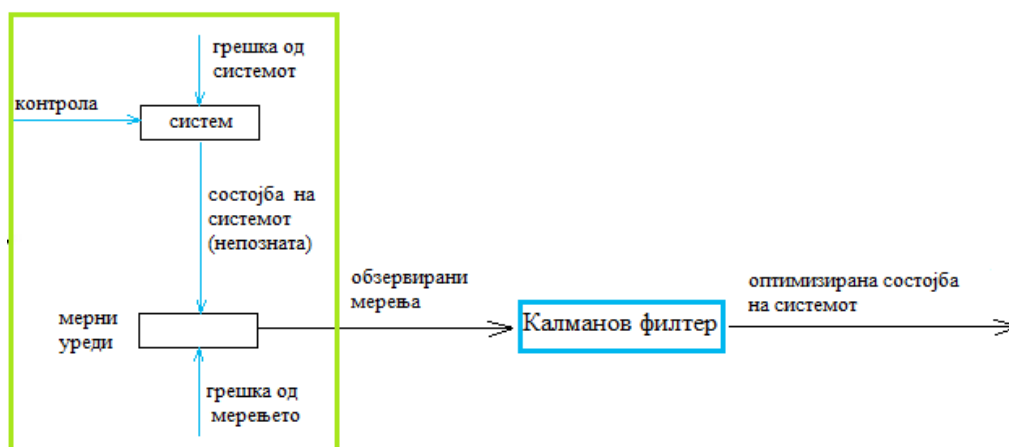 грешка од
системот
контрола
систем
состојба на
системот
(непозната)
мерни
уреди
грешка од
мерењето
обзервирани
мерења
Калманов филтер
оптимизирана состојба
на системот